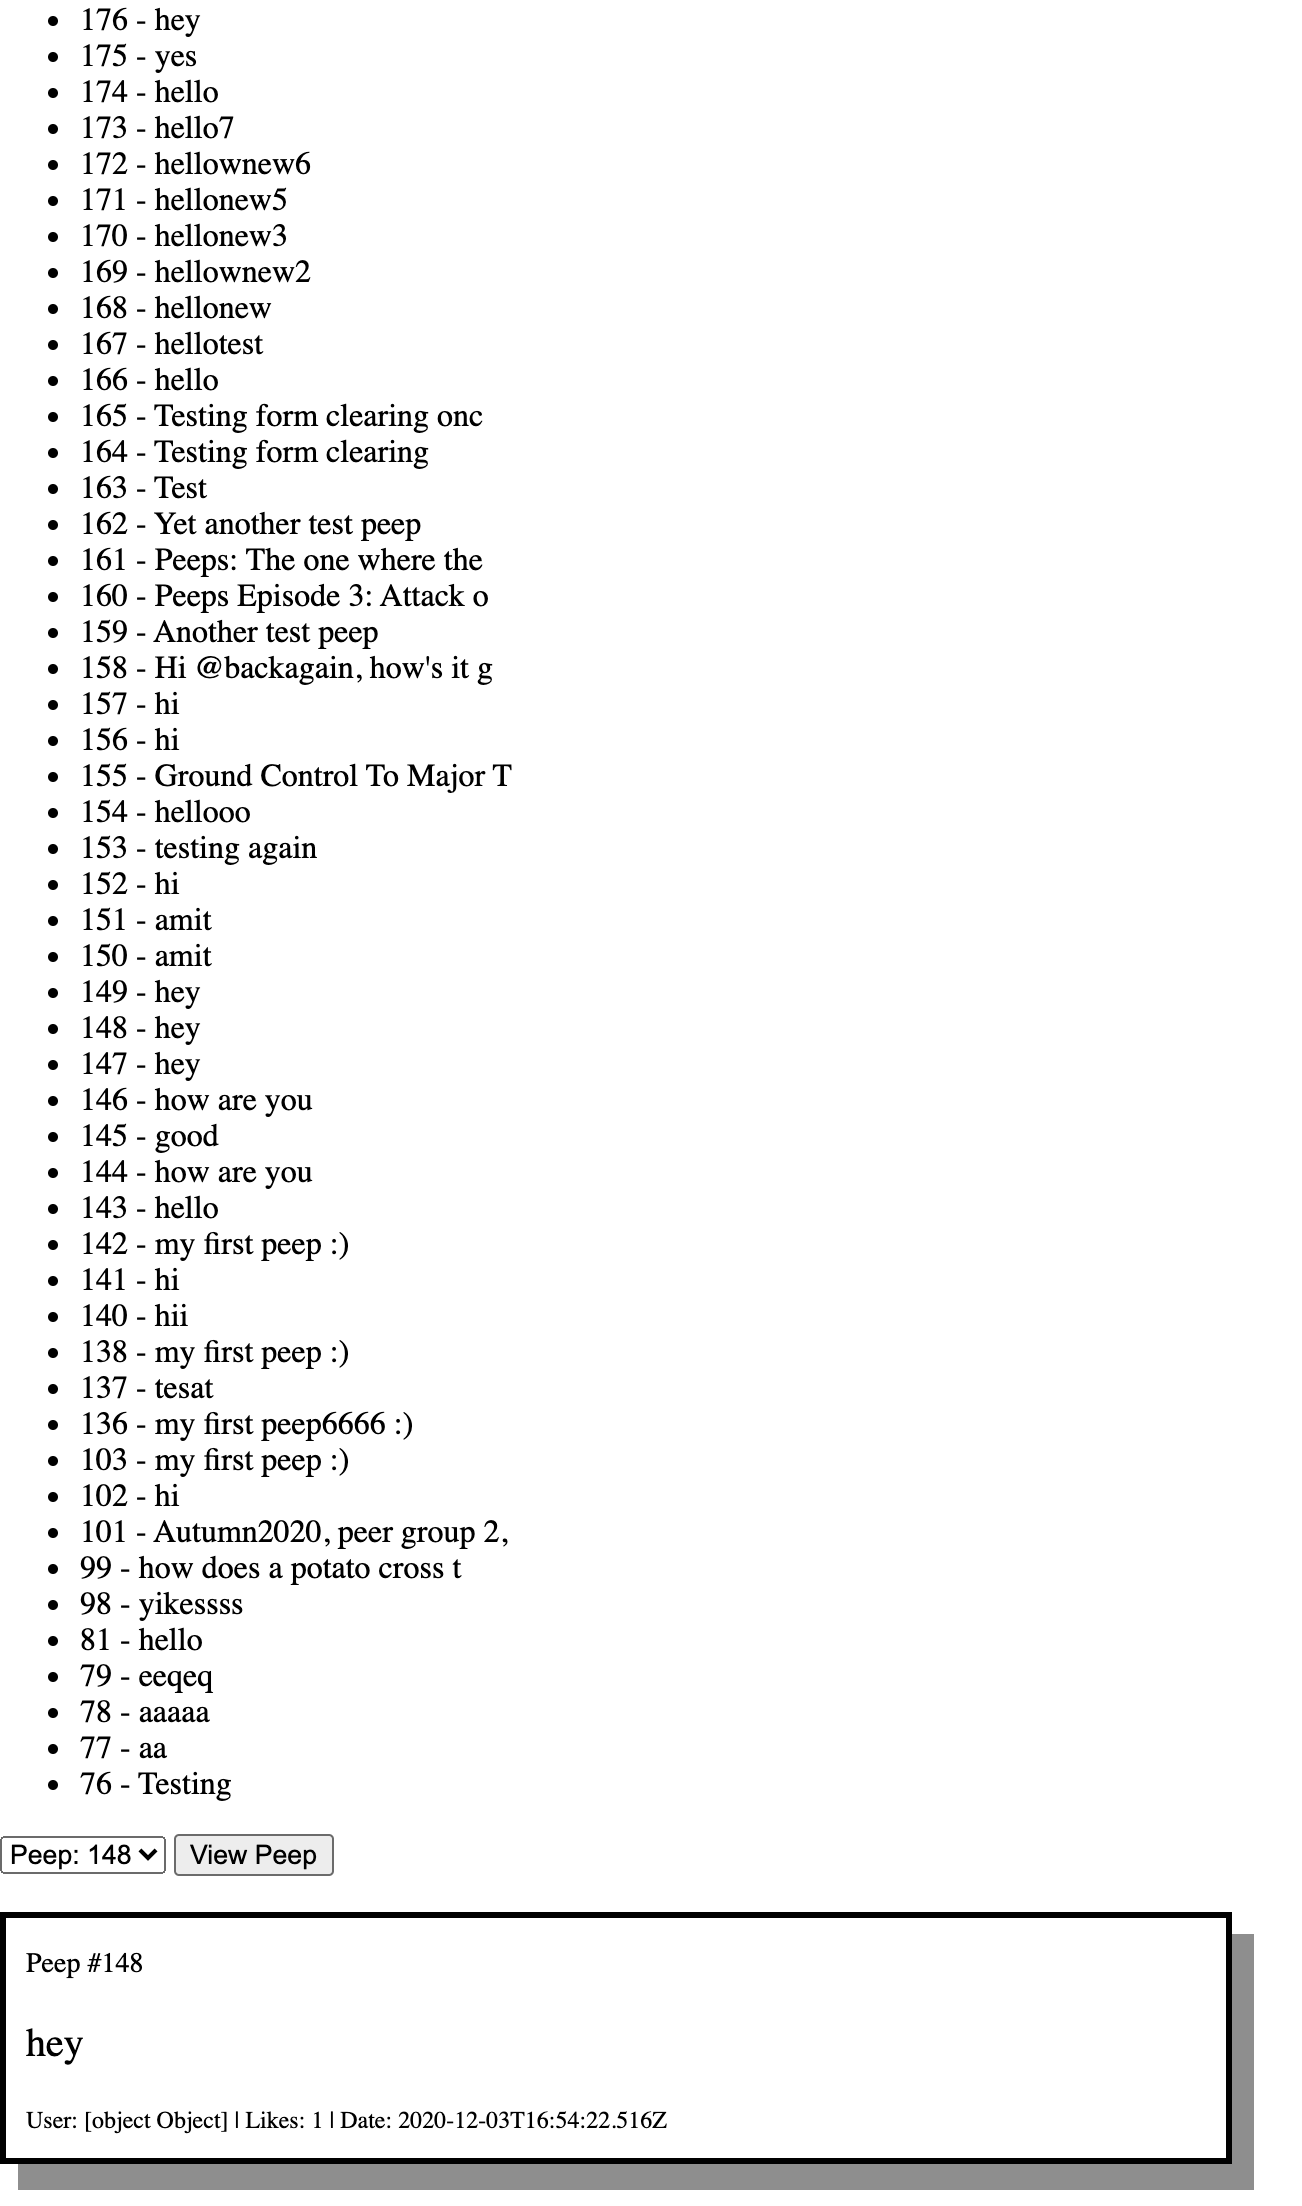 176 - hey
175 - yes
174 - hello
173 - hello7
172 - hellownew6
171 - hellonew5
170 - hellonew3
169 - hellownew2
168 - hellonew
167 - hellotest
166 - hello
165 - Testing form clearing onc
164 - Testing form clearing
163 - Test
162 - Yet another test peep
161 - Peeps: The one where the
160 - Peeps Episode 3: Attack o
159 - Another test peep
158 - Hi @backagain, how's it g
157 - hi
156 - hi
155 - Ground Control To Major T
154 - hellooo
153 - testing again
152 - hi
151 - amit
150 - amit
149 - hey
148 - hey
147 - hey
146 - how are you
145 - good
144 - how are you
143 - hello
142 - my first peep :)
141 - hi
140 - hii
138 - my first peep :)
137 - tesat
136 - my first peep6666 :)
103 - my first peep :)
102 - hi
101 - Autumn2020, peer group 2,
99 - how does a potato cross t
98 - yikessss
81 - hello
79 - eeqeq
78 - aaaaa
77 - aa
76 - Testing
Peep: 148 View Peep
Peep #148
hey
User: [object Object] | Likes: 1 | Date: 2020-12-03T16:54:22.516Z